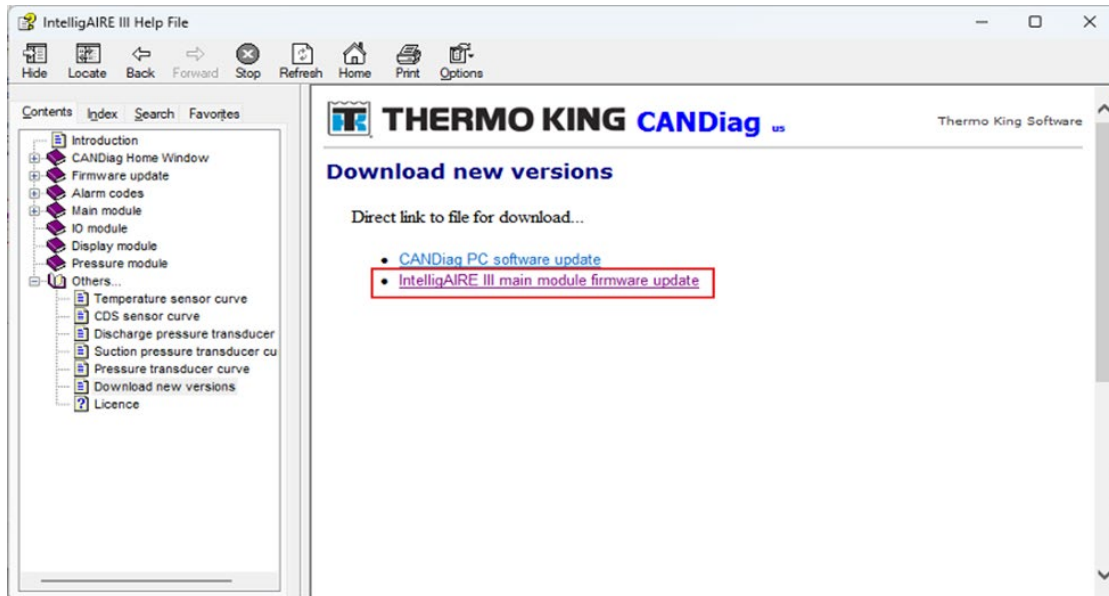 IntelligAIRE III Help File
Hide Locate Back Forward Stop Refresh Home Print Options
Contents Index Search Favorites
Introduction
CANDiag Home Window
Firmware update
Alarm codes
Main module
IO module
Display module
Pressure module
Others...
Temperature sensor curve
CDS sensor curve
Discharge pressure transducer
Suction pressure transducer cu
Pressure transducer curve
Download new versions
Licence
THERMO KING CANDiag us
Thermo King Software
Download new versions
Direct link to file for download...
CANDiag PC software update
IntelligAIRE III main module firmware update